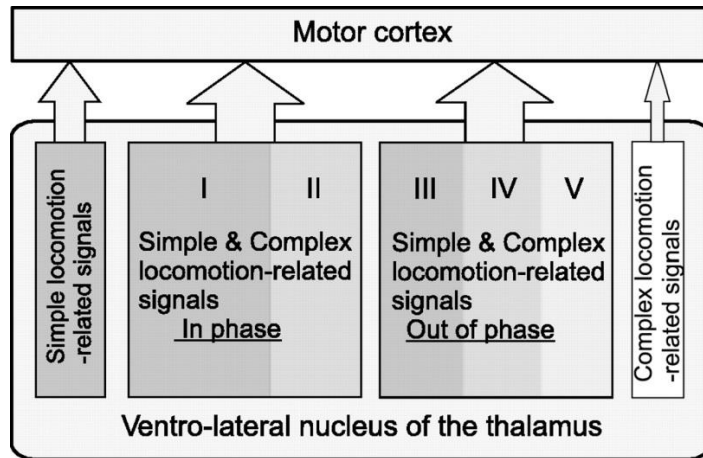 Motor cortex
Simple locomotion
-related signals
I
II
Simple & Complex
locomotion-related
signals
In phase
III
IV
V
Simple & Complex
locomotion-related
signals
Out of phase
Complex locomotion
-related signals
Ventro-lateral nucleus of the thalamus